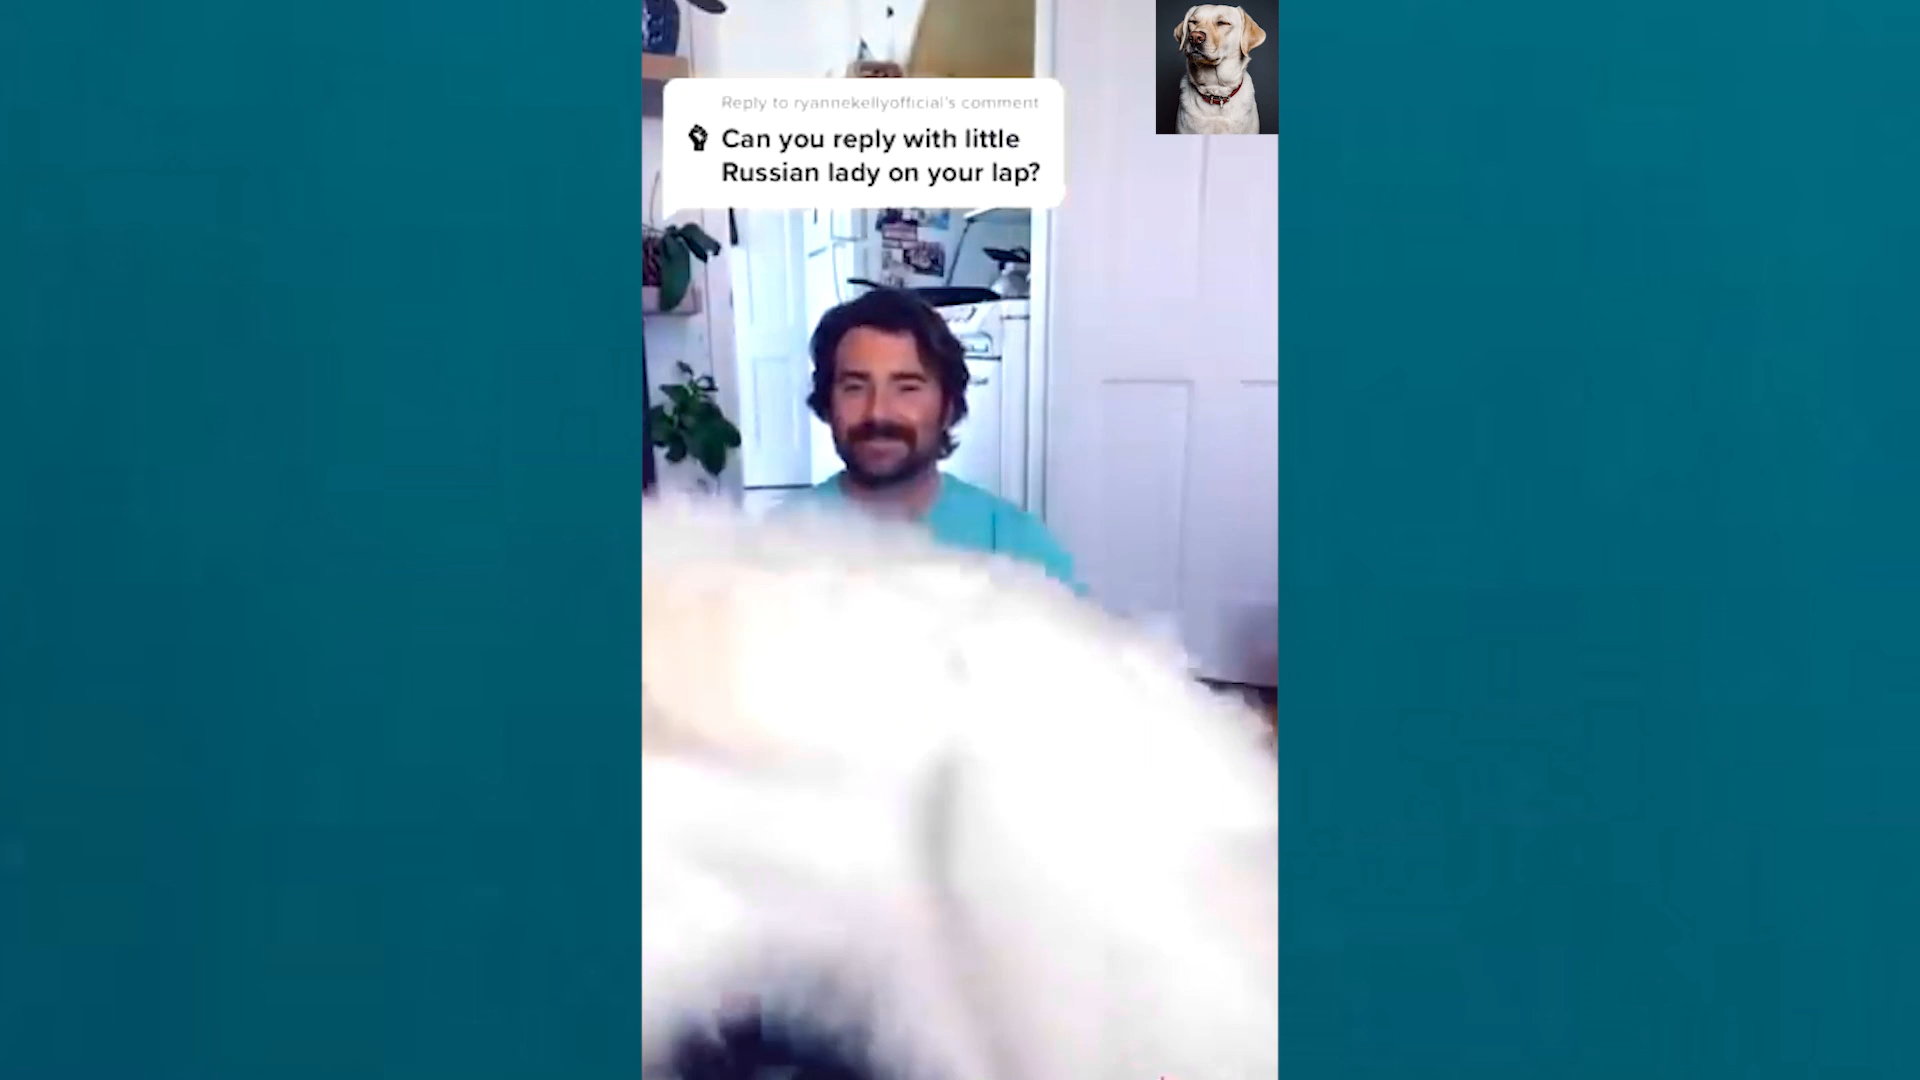 Reply to ryannekellyofficial's comment
Can you reply with little
Russian lady on your lap?